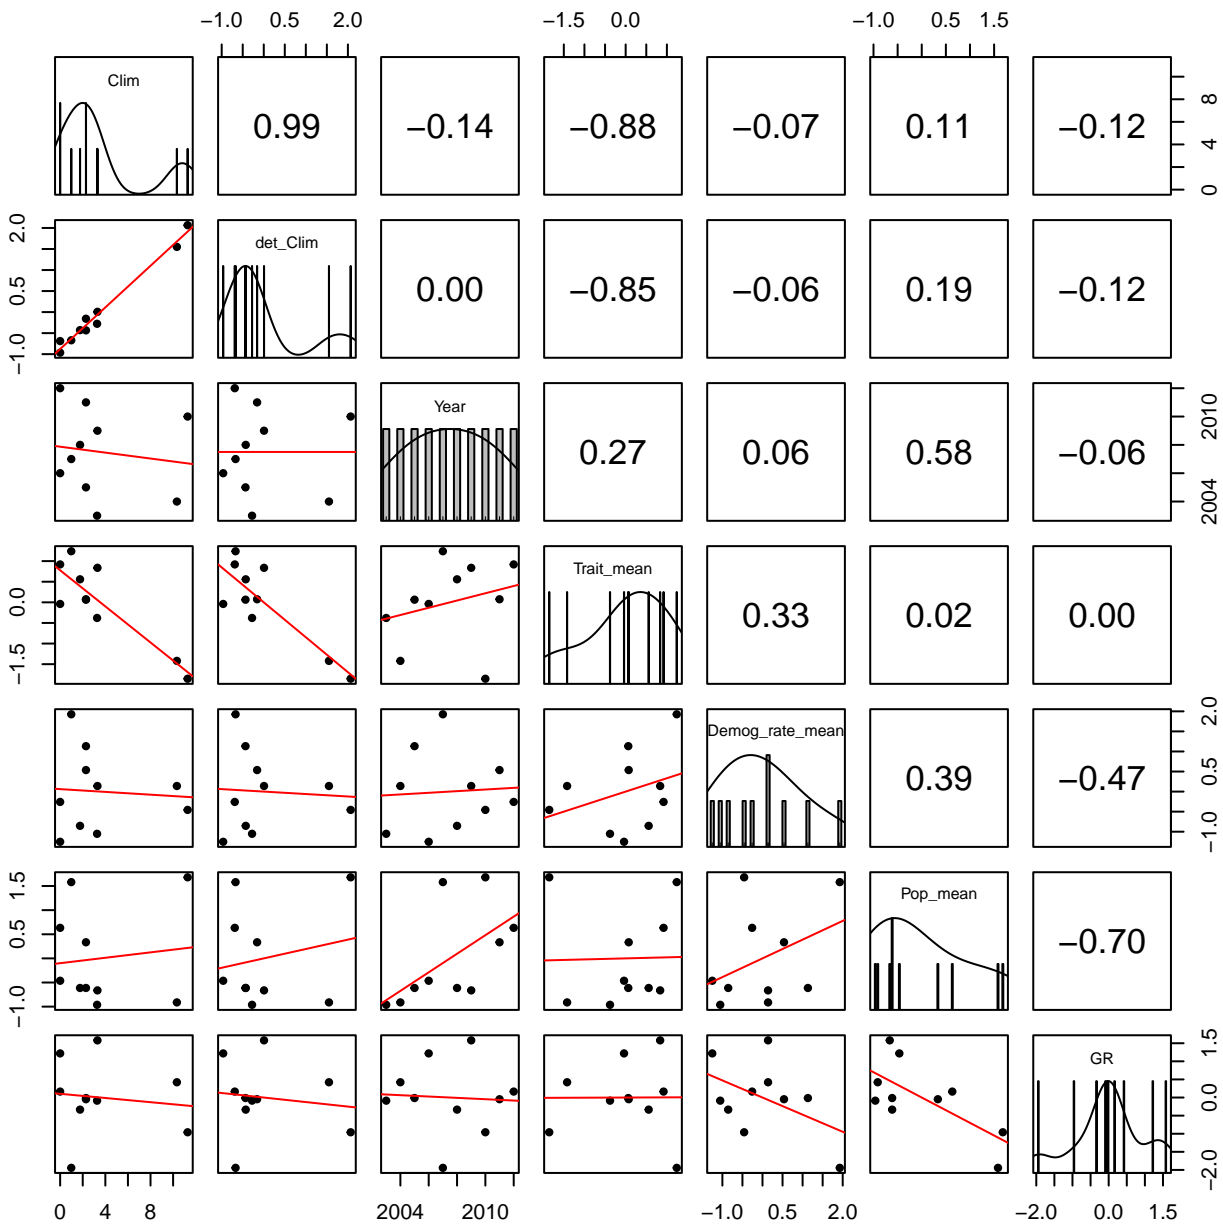 −1.0 0.5 2.0 −1.5 0.0 −1.0 0.5 1.5
Clim 0.99 −0.14 −0.88 −0.07 0.11 −0.12 0 4 8
−1.0 0.5 2.0 det_Clim 0.00 −0.85 −0.06 0.19 −0.12
Year 0.27 0.06 0.58 −0.06 2004 2010
−1.5 0.0 Trait_mean 0.33 0.02 0.00
Demog_rate_mean 0.39 −0.47 −1.0 0.5 2.0
−1.0 0.5 1.5 Pop_mean −0.70
GR −2.0 0.0 1.5
0 4 8 2004 2010 −1.0 0.5 2.0 −2.0 0.0 1.5